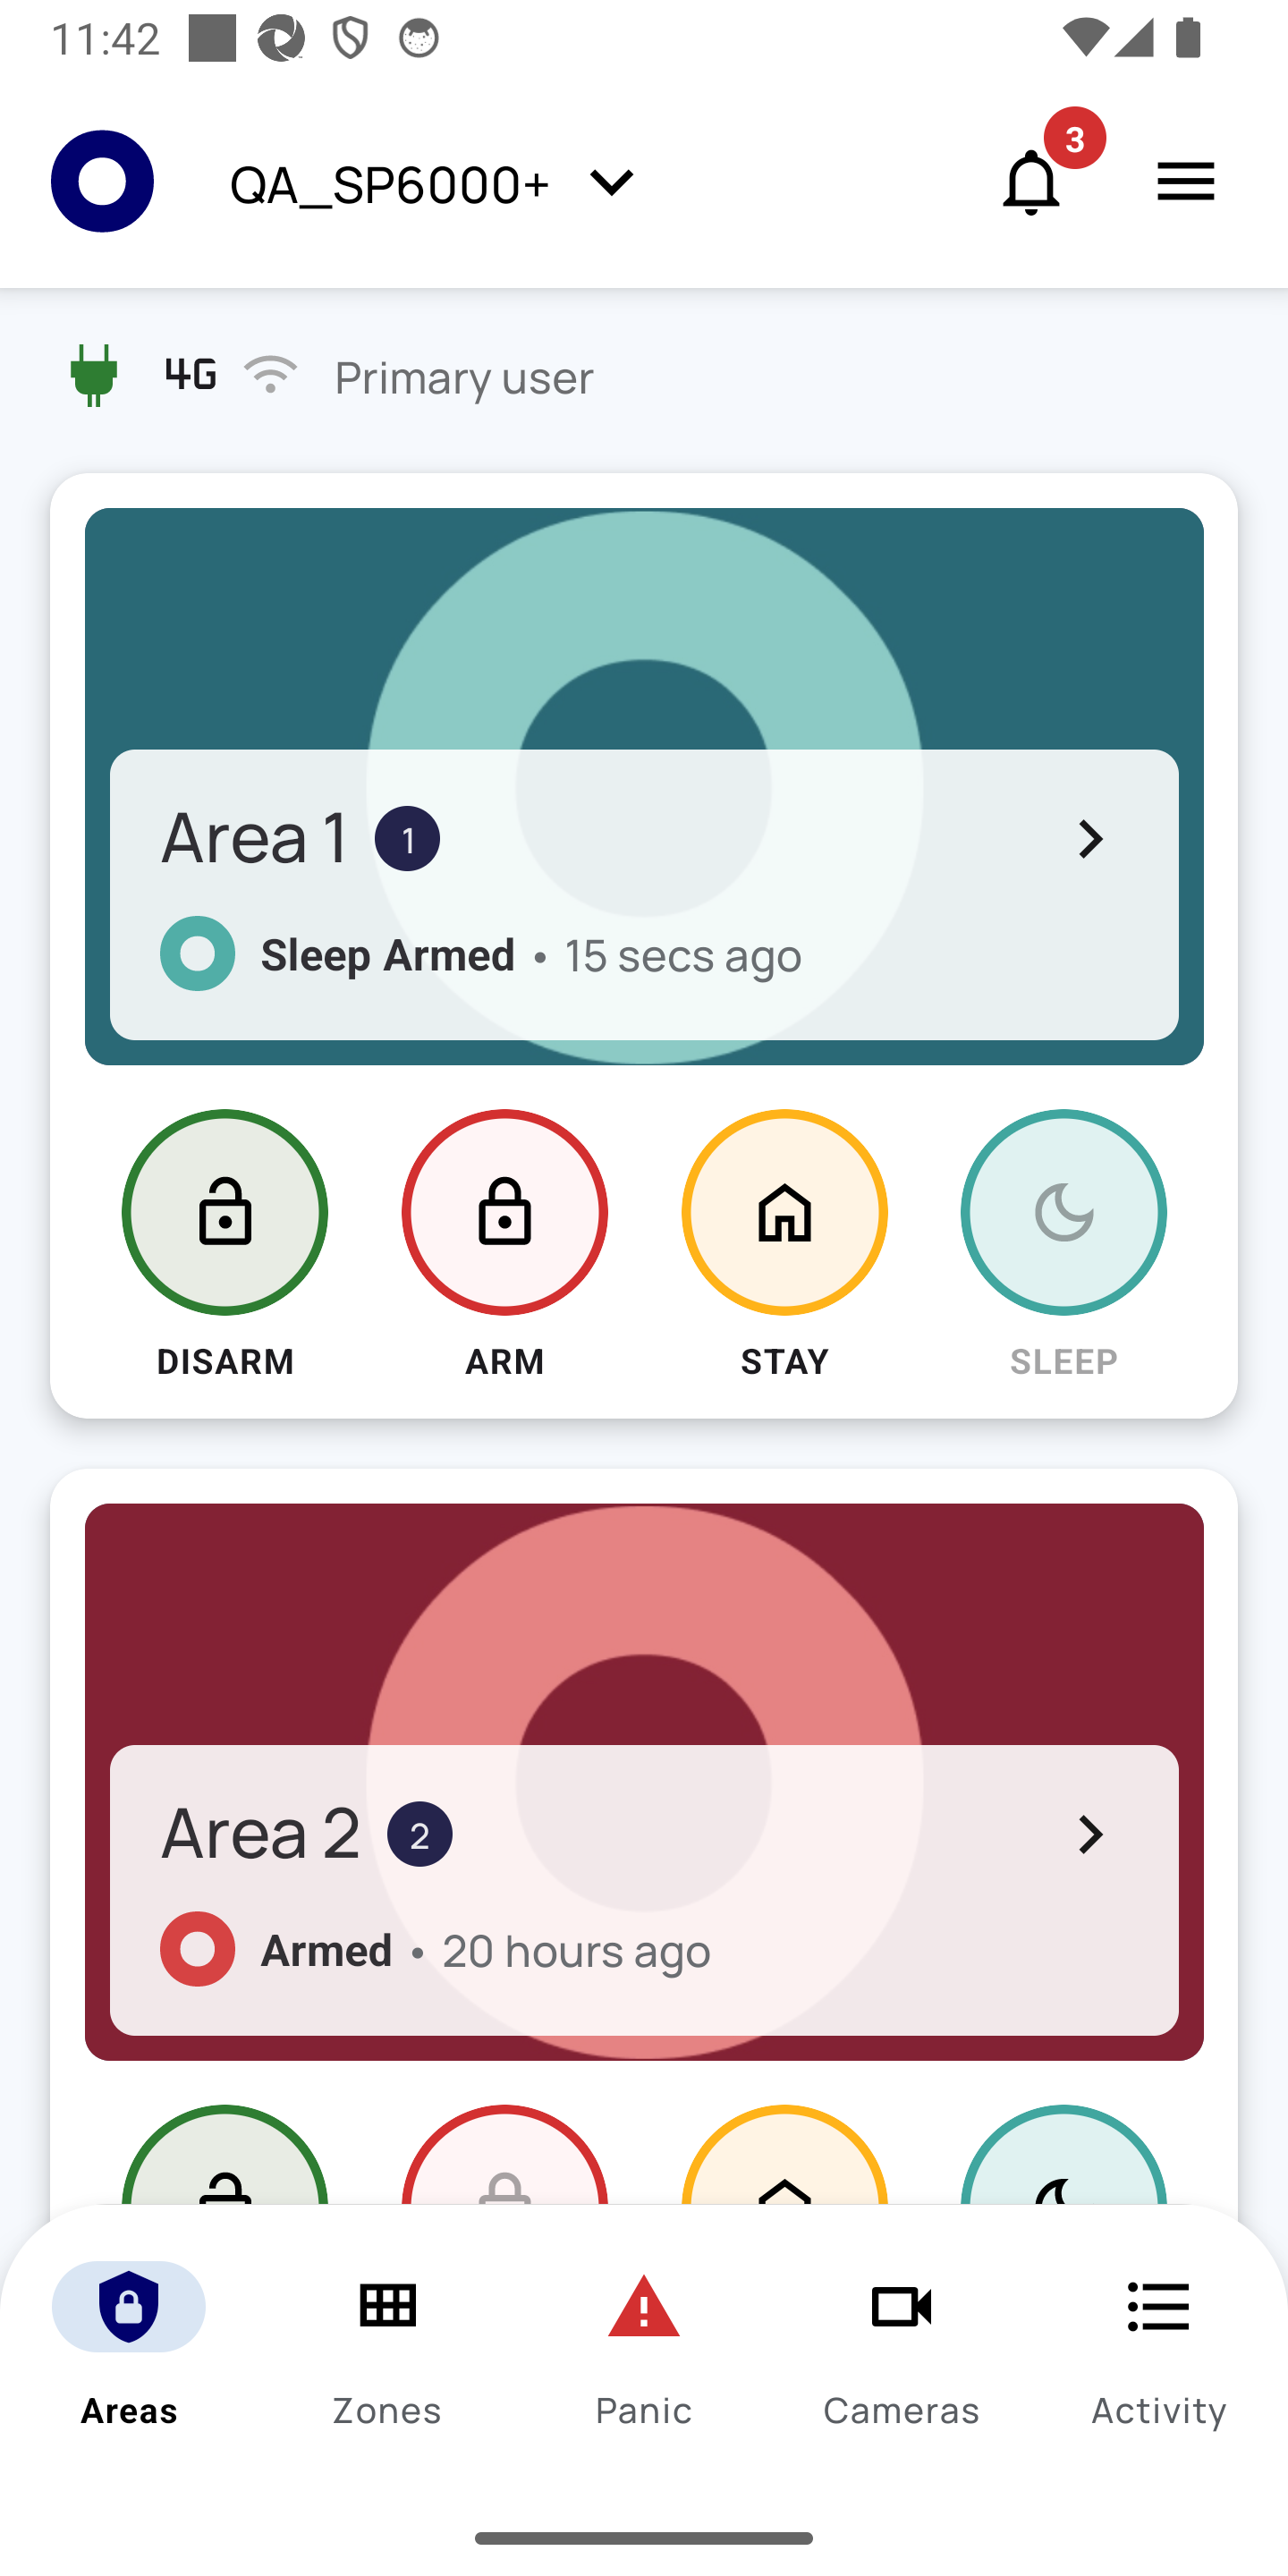 11:42
QA_SP6000+
3
4G Primary user
Area 1 1
Sleep Armed • 15 secs ago
DISARM ARM STAY SLEEP
Area 2 2
Armed • 20 hours ago
Areas Zones Panic Cameras Activity